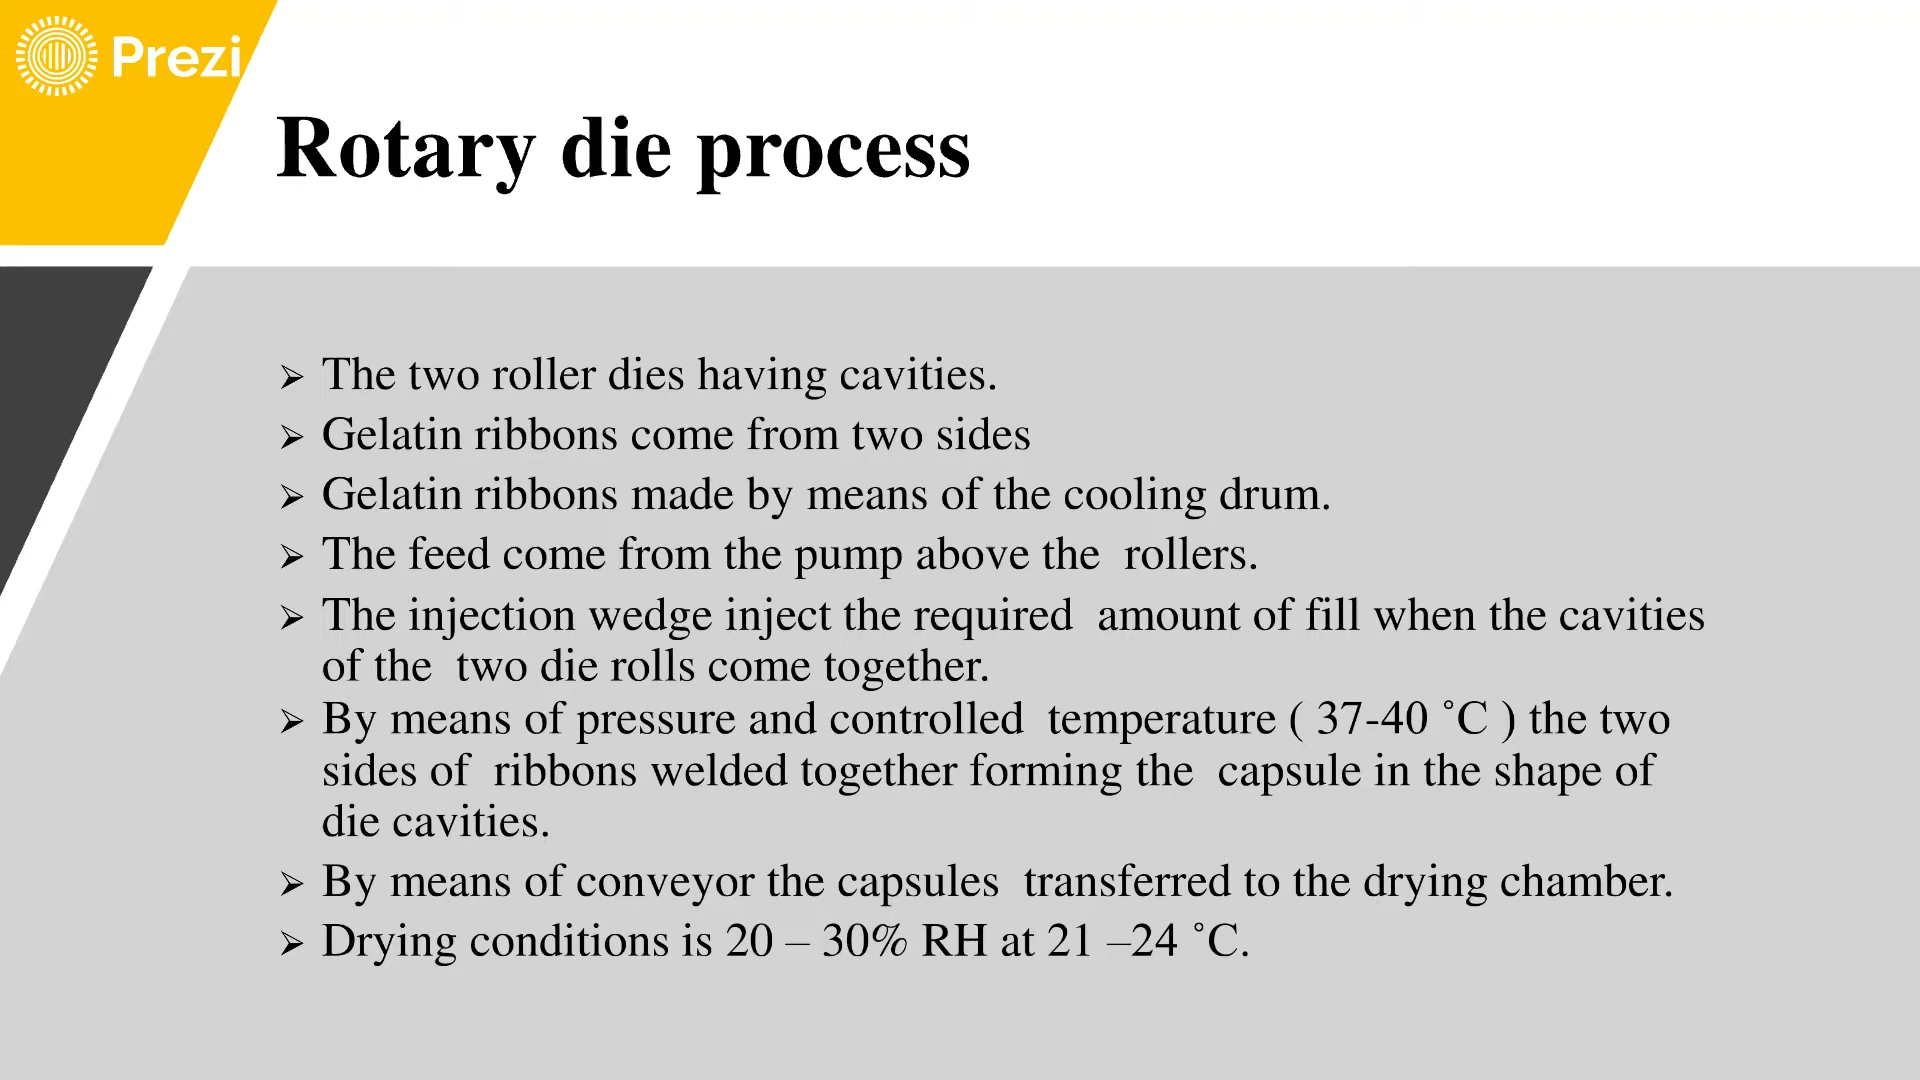 Prezi
Rotary die process
➢ The two roller dies having cavities.
➢ Gelatin ribbons come from two sides
➢ Gelatin ribbons made by means of the cooling drum.
➢ The feed come from the pump above the  rollers.
➢ The injection wedge inject the required  amount of fill when the cavities
of the  two die rolls come together.
➢ By means of pressure and controlled  temperature ( 37-40 ˚C ) the two
sides of  ribbons welded together forming the  capsule in the shape of
die cavities.
➢ By means of conveyor the capsules  transferred to the drying chamber.
➢ Drying conditions is 20 – 30% RH at 21 –24 ˚C.